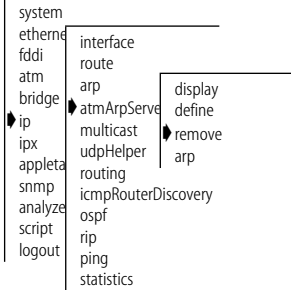 system
etherne
fddi
atm
bridge
ip
ipx
appleta
snmp
analyze
script
logout
interface
route
arp
atmArpServe
multicast
udpHelper
routing
icmpRouterDiscovery
ospf
rip
ping
statistics
display
define
remove
arp